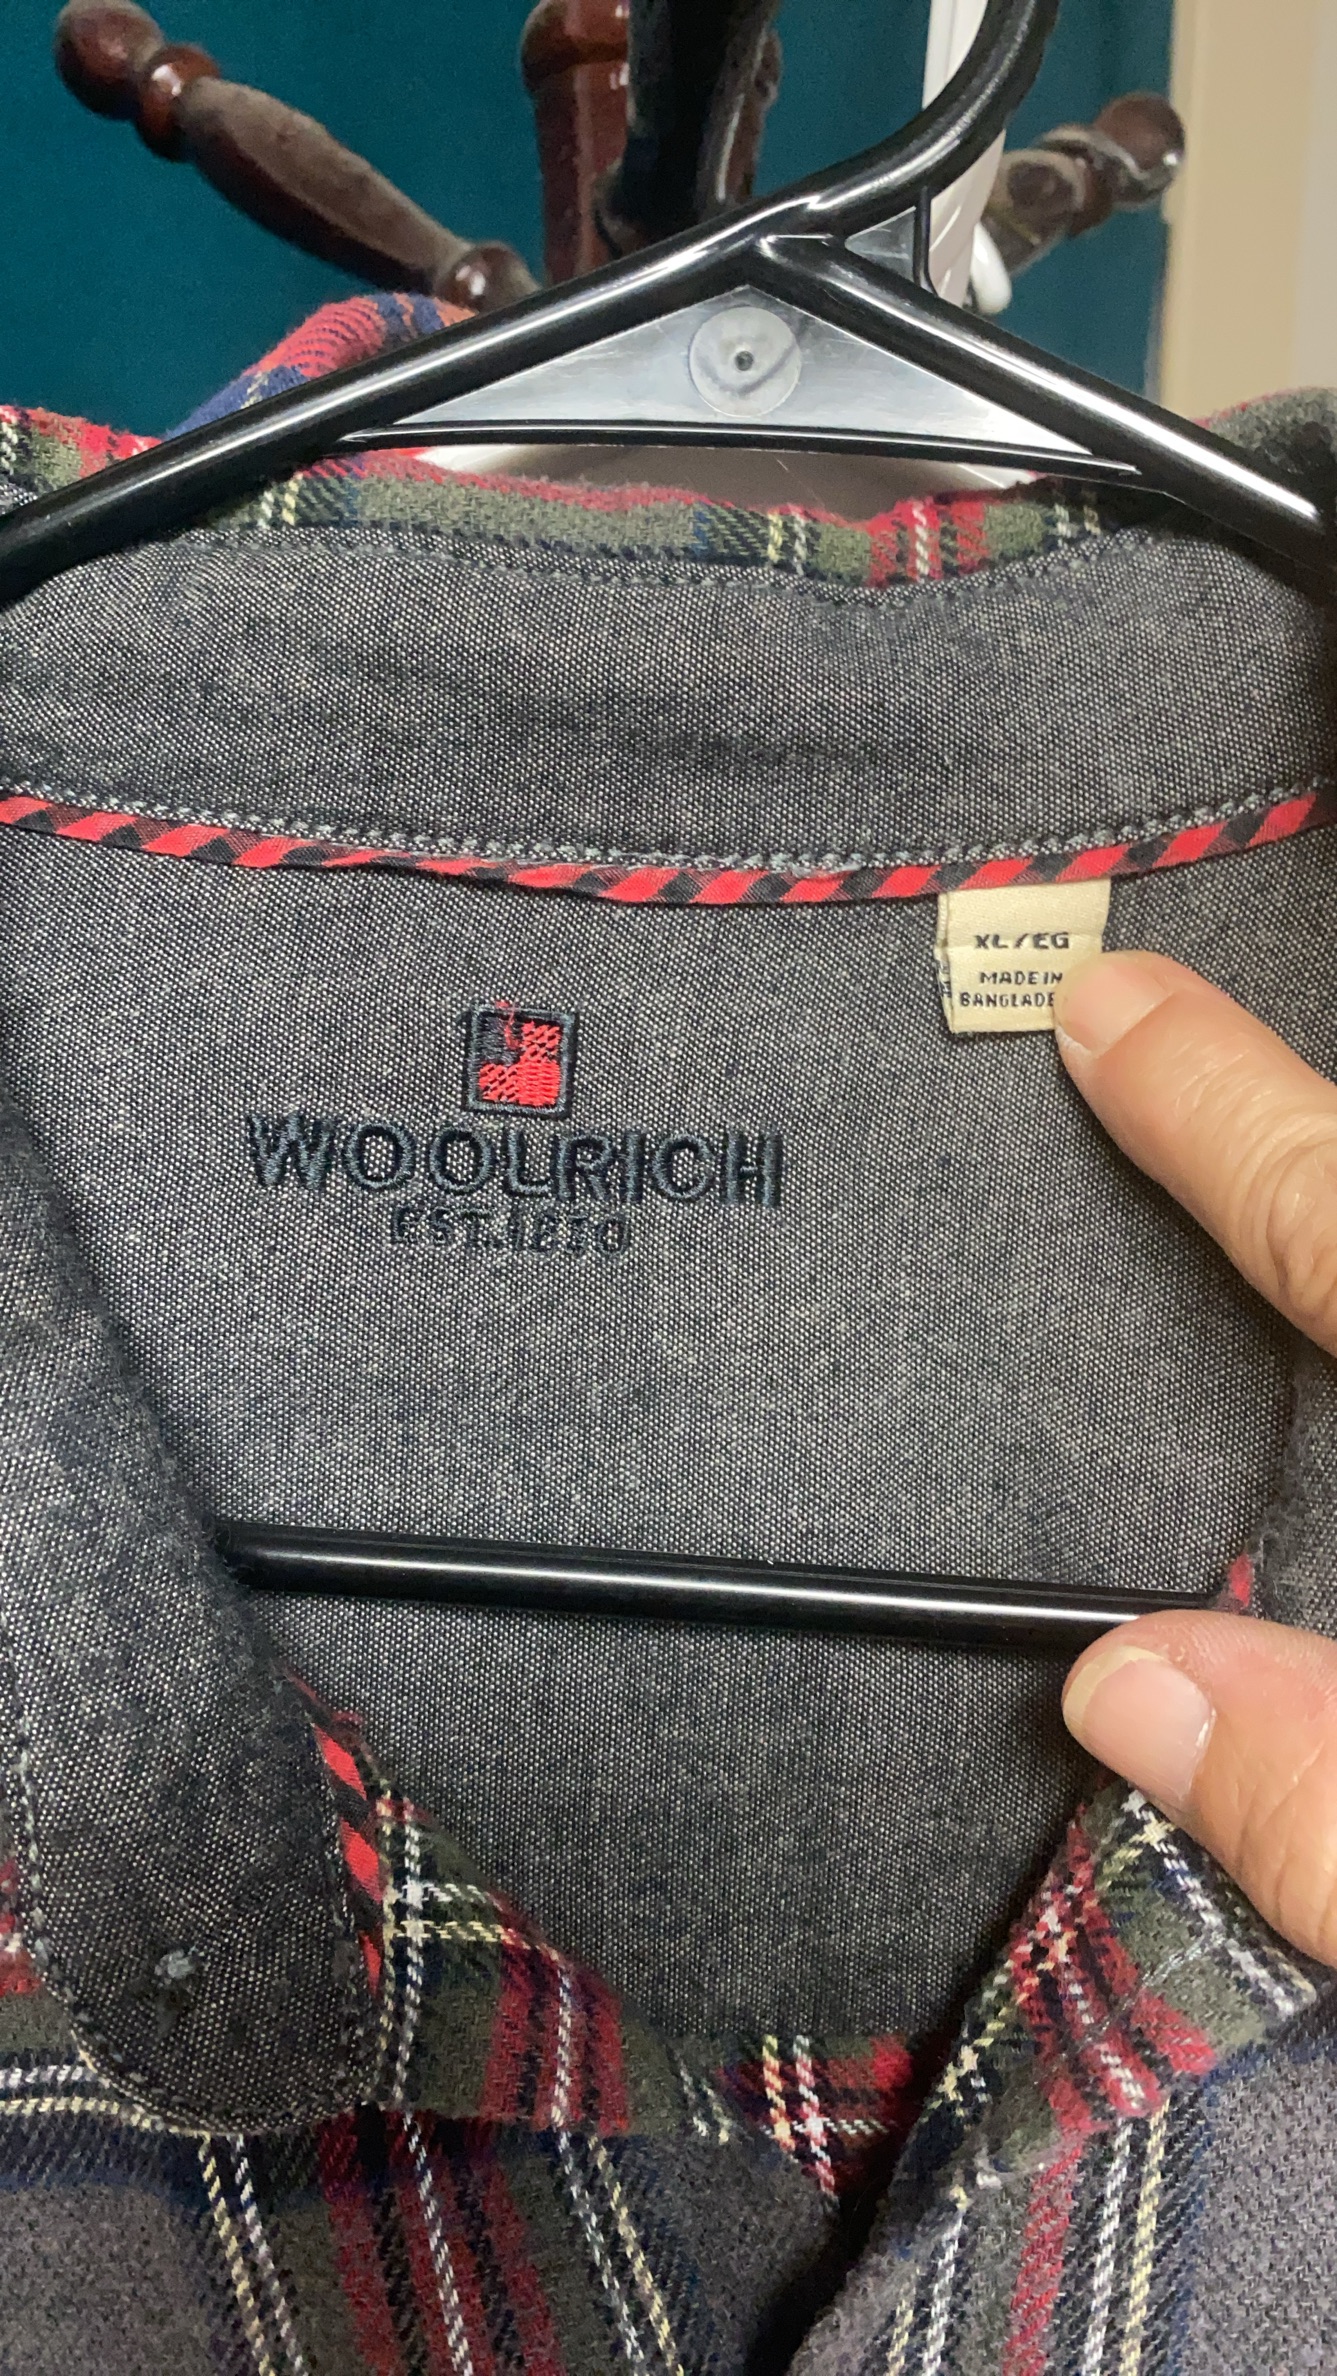 XL/EG
MADE IN
BANGLADE
WOOLRICH
EST.1830